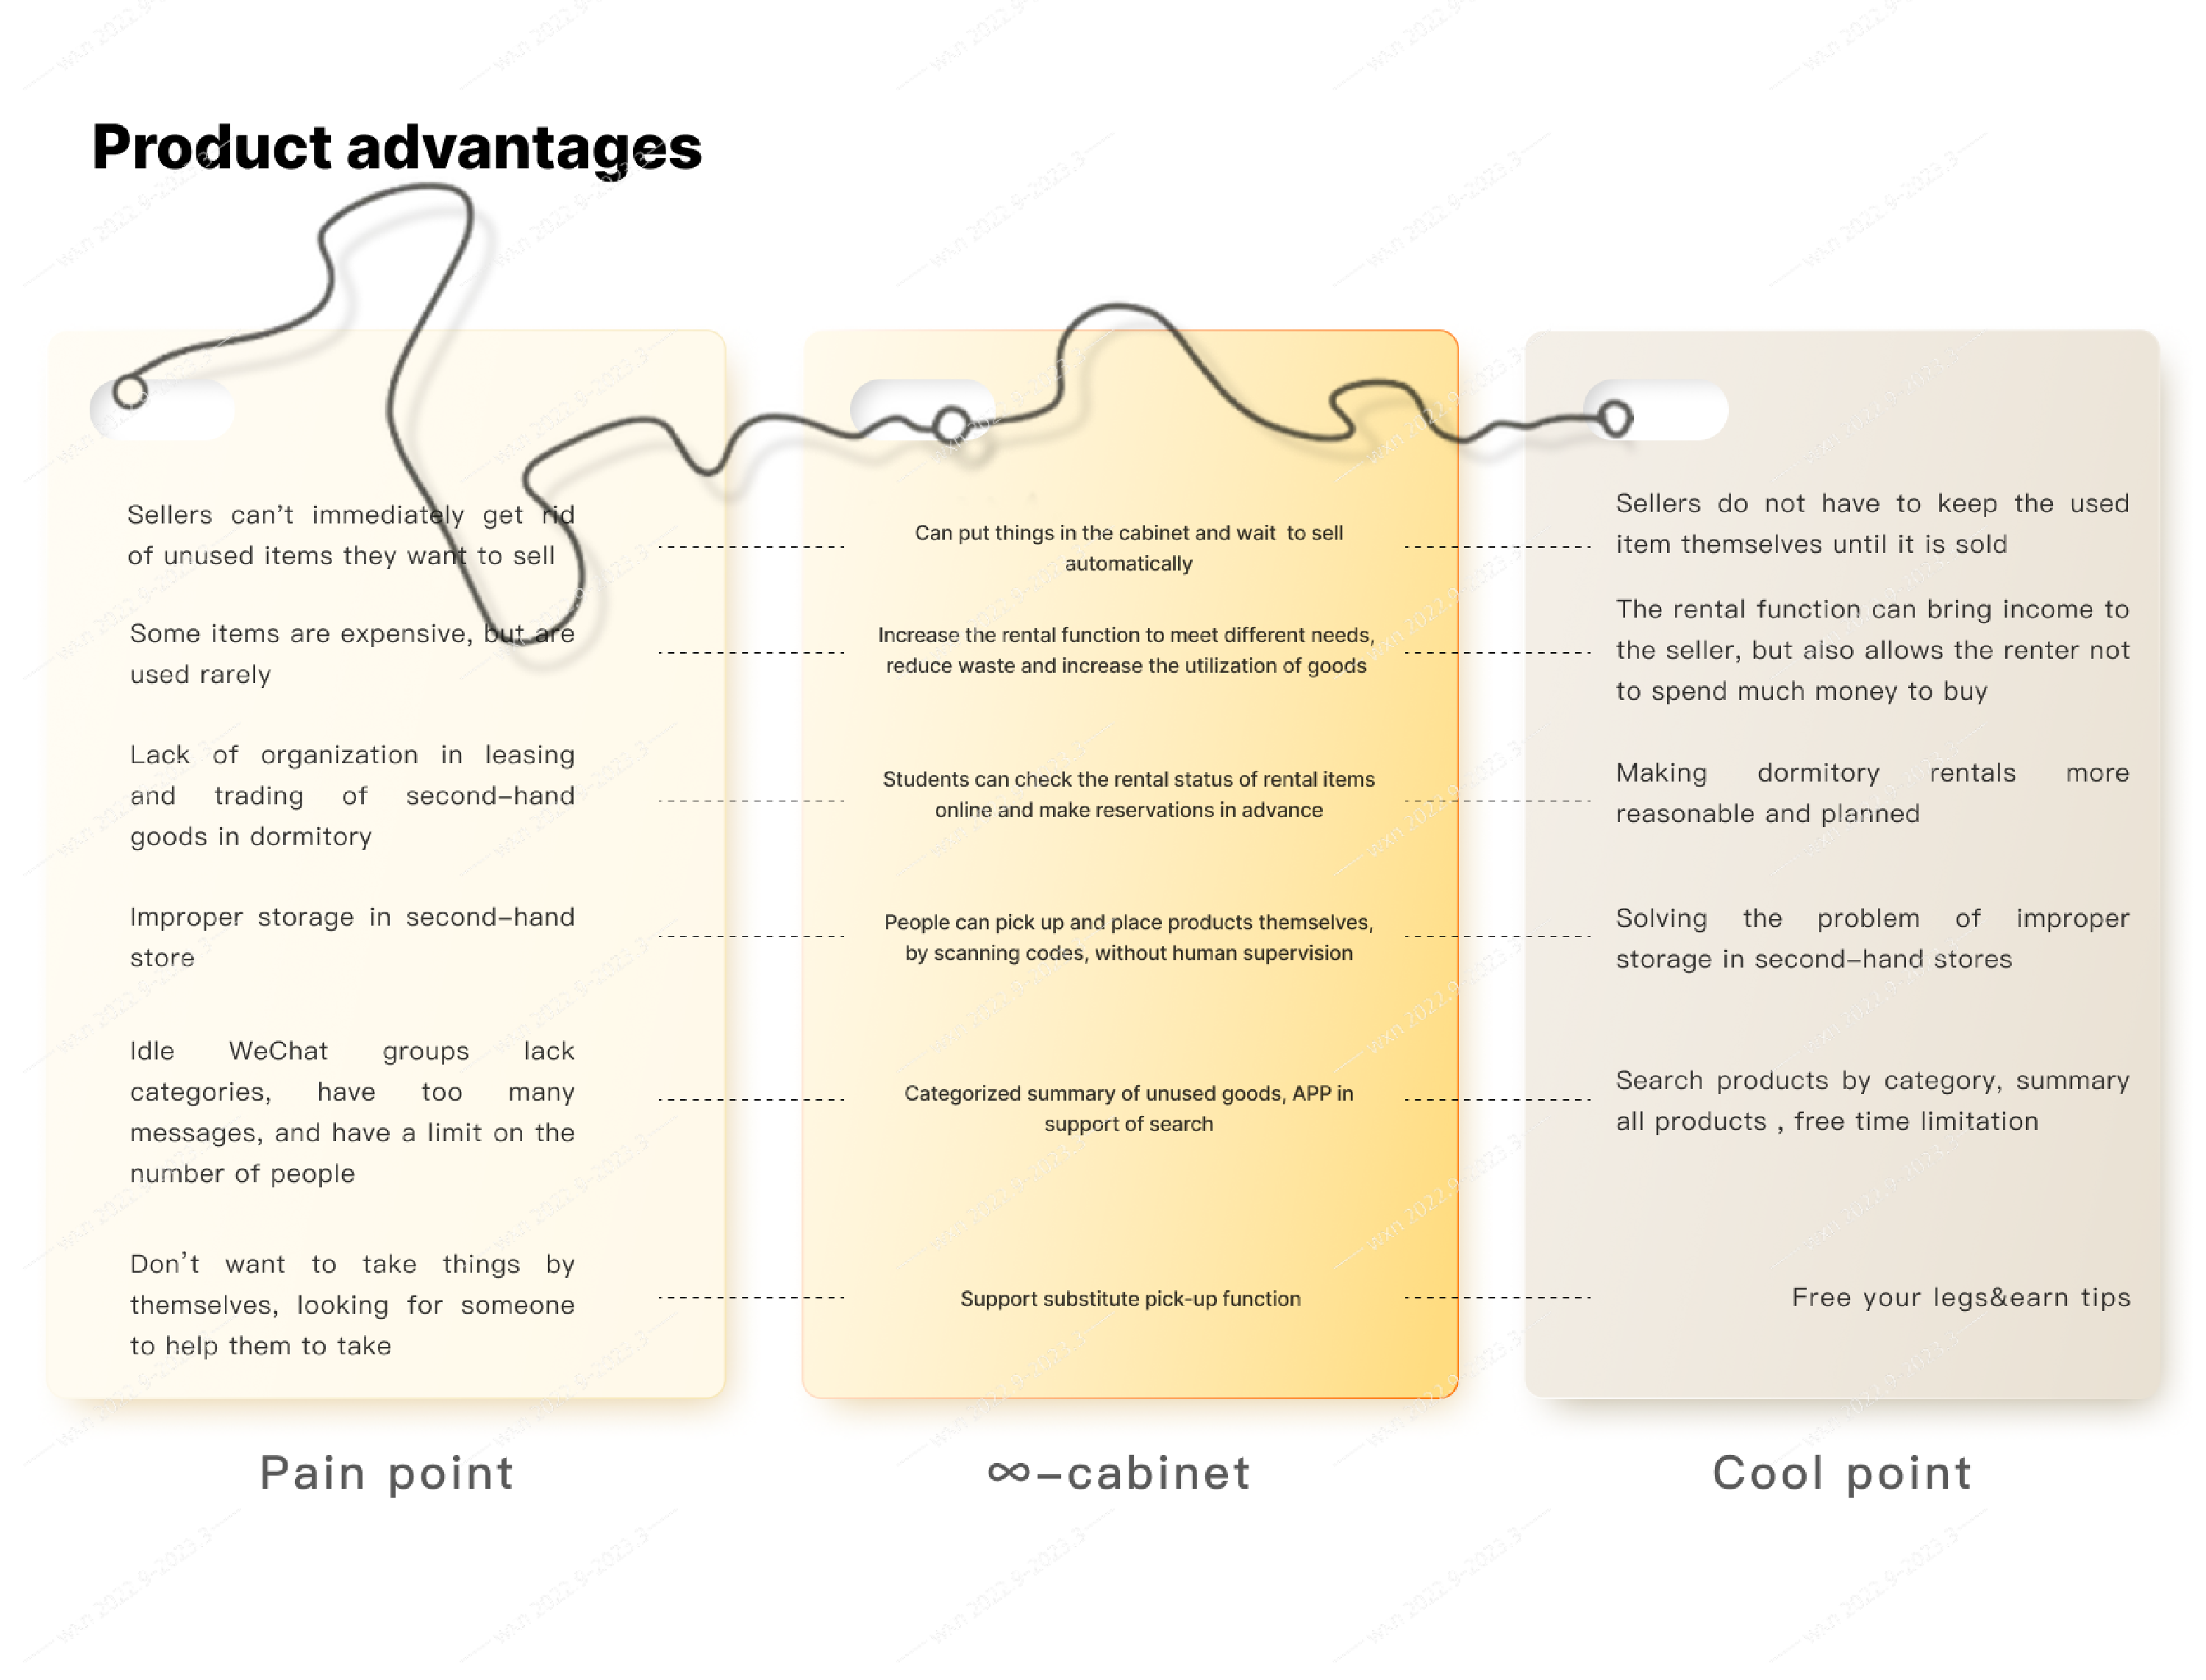 Product advantages
Sellers can't immediately get rid
of unused items they want to sell
Some items are expensive, but are
used rarely
Lack of organization in leasing
and trading of second-hand
goods in dormitory
Improper storage in second-hand
store
Idle WeChat groups lack
categories, have too many
messages, and have a limit on the
number of people
Don't want to take things by
themselves, looking for someone
to help them to take
Pain point
Can put things in the cabinet and wait to sell
automatically
Increase the rental function to meet different needs,
reduce waste and increase the utilization of goods
Students can check the rental status of rental items
online and make reservations in advance
People can pick up and place products themselves,
by scanning codes, without human supervision
Categorized summary of unused goods, APP in
support of search
Support substitute pick-up function
∞-cabinet
Sellers do not have to keep the used
item themselves until it is sold
The rental function can bring income to
the seller, but also allows the renter not
to spend much money to buy
Making dormitory rentals more
reasonable and planned
Solving the problem of improper
storage in second-hand stores
Search products by category, summary
all products , free time limitation
Free your legs&earn tips
Cool point